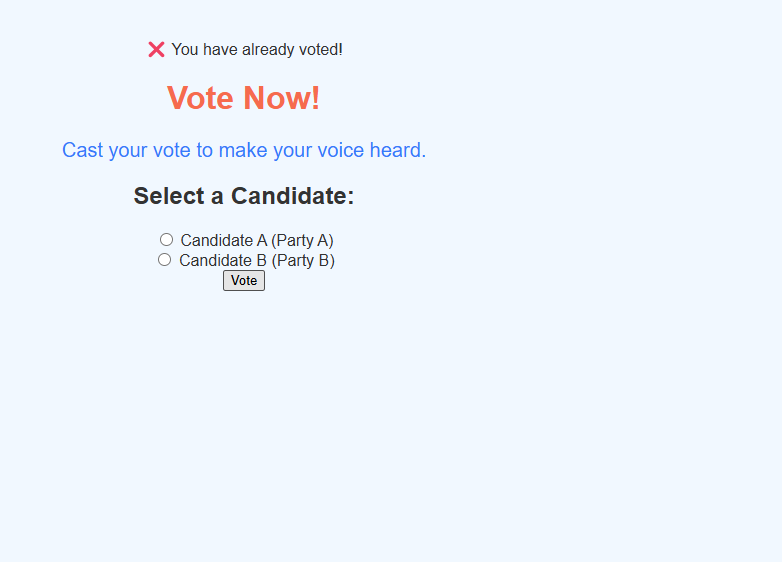 ❌ You have already voted!
Vote Now!
Cast your vote to make your voice heard.
Select a Candidate:
Candidate A (Party A)
Candidate B (Party B)
Vote